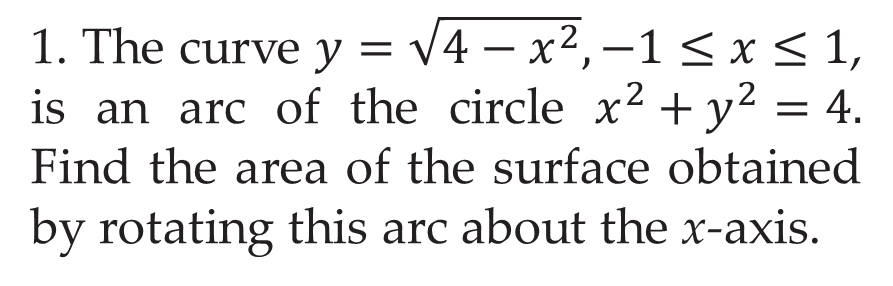 1. The curve y = √4 − x², −1 ≤ x ≤ 1,
is an arc of the circle x² + y² = 4.
Find the area of the surface obtained
by rotating this arc about the x-axis.